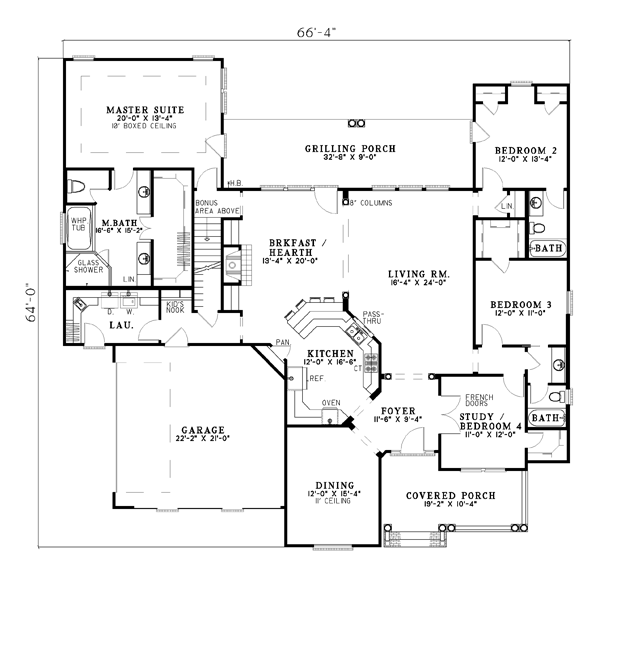 66'-4"
64'-0"
MASTER SUITE
20'-0" X 13'-4"
10' BOXED CEILING
GRILLING PORCH
32'-8" X 9'-0"
BEDROOM 2
12'-0" X 13'-4"
H.B.
BONUS
AREA ABOVE
8" COLUMNS
LIN.
M.BATH
16'-6" X 15'-2"
WHP
TUB
GLASS
SHOWER
LIN
BRKFAST /
HEARTH
13'-4" X 20'-0"
LIVING RM.
16'-4" X 24'-0"
BATH
BEDROOM 3
12'-0" X 11'-0"
D.
W.
LAU.
KID'S
NOOK
PASS-
THRU
PAN.
KITCHEN
12'-0" X 16'-6"
REF.
CT
OVEN
FOYER
11'-6" X 9'-4"
FRENCH
DOORS
STUDY /
BEDROOM 4
11'-0" X 12'-0"
BATH
GARAGE
22'-2" X 21'-0"
DINING
12'-0" X 15'-4"
11' CEILING
COVERED PORCH
19'-2" X 10'-4"